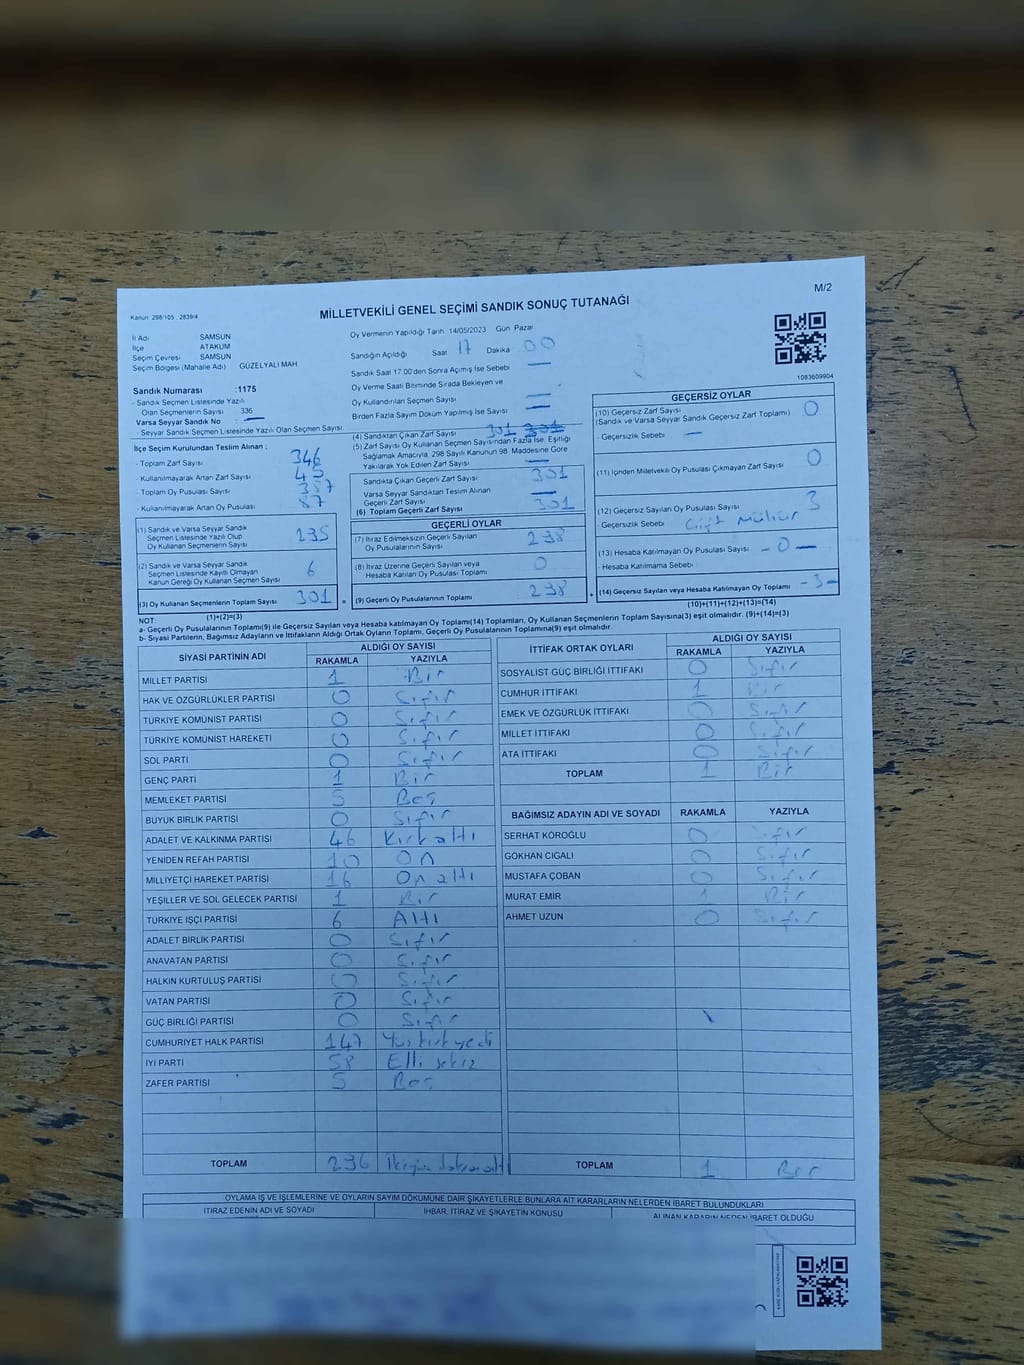 M/2
Kanun: 298/105 : 2839/4
MİLLETVEKİLİ GENEL SEÇİMİ SANDIK SONUÇ TUTANAĞI
İl Adı SAMSUN
İlçe ATAKUM
Seçim Çevresi SAMSUN
Seçim Bölgesi (Mahalle Adı) GÜZELYALI MAH
Sandık Numarası :1175
- Sandık Seçmen Listesinde Yazılı
Olan Seçmenlerin Sayısı 336
Varsa Seyyar Sandık No
- Seyyar Sandık Seçmen Listesinde Yazılı Olan Seçmen Sayısı
Oy Vermenin Yapıldığı Tarih 14/05/2023 Gün Pazar
Sandığın Açıldığı Saat 17 Dakika 00
Sandık Saat 17:00'den Sonra Açılmış İse Sebebi —
Oy Verme Saati Bitiminde Sırada Bekleyen ve
Oy Kullandırılan Seçmen Sayısı —
Birden Fazla Sayım Döküm Yapılmış İse Sayısı —
1083609904
İlçe Seçim Kurulundan Teslim Alınan ;
- Toplam Zarf Sayısı 346
- Kullanılmayarak Artan Zarf Sayısı 45
- Toplam Oy Pusulası Sayısı 387
- Kullanılmayarak Artan Oy Pusulası 87
(4) Sandıktan Çıkan Zarf Sayısı 301 301
(5) Zarf Sayısı Oy Kullanan Seçmen Sayısından Fazla İse, Eşitliği
Sağlamak Amacıyla, 298 Sayılı Kanunun 98. Maddesine Göre
Yakılarak Yok Edilen Zarf Sayısı —
Sandıkta Çıkan Geçerli Zarf Sayısı 301
Varsa Seyyar Sandıktan Teslim Alınan
Geçerli Zarf Sayısı —
(6) Toplam Geçerli Zarf Sayısı 301
GEÇERSİZ OYLAR
(10) Geçersiz Zarf Sayısı 0
(Sandık ve Varsa Seyyar Sandık Geçersiz Zarf Toplamı)
- Geçersizlik Sebebi —
(11) İçinden Milletvekili Oy Pusulası Çıkmayan Zarf Sayısı 0
(12) Geçersiz Sayılan Oy Pusulası Sayısı 3
Geçersizlik Sebebi Çift Mühür
(13) Hesaba Katılmayan Oy Pusulası Sayısı - 0 -
Hesaba Katılmama Sebebi
(14) Geçersiz Sayılan veya Hesaba Katılmayan Oy Toplamı - 3 -
(10)+(11)+(12)+(13)=(14)
(1) Sandık ve Varsa Seyyar Sandık
Seçmen Listesinde Yazılı Olup
Oy Kullanan Seçmenlerin Sayısı 295
(2) Sandık ve Varsa Seyyar Sandık
Seçmen Listesinde Kayıtlı Olmayan
Kanun Gereği Oy Kullanan Seçmen Sayısı 6
(3) Oy Kullanan Seçmenlerin Toplam Sayısı 301
(1)+(2)=(3)
GEÇERLİ OYLAR
(7) İtiraz Edilmeksizin Geçerli Sayılan
Oy Pusulalarının Sayısı 298
(8) İtiraz Üzerine Geçerli Sayılan veya
Hesaba Katılan Oy Pusulası Toplamı 0
(9) Geçerli Oy Pusulalarının Toplamı 298
NOT:
a- Geçerli Oy Pusulalarının Toplamı(9) ile Geçersiz Sayılan veya Hesaba Katılmayan Oy Toplamı(14) Toplamları, Oy Kullanan Seçmenlerin Toplam Sayısına(3) eşit olmalıdır. (9)+(14)=(3)
b- Siyasi Partilerin, Bağımsız Adayların ve İttifakların Aldığı Ortak Oyların Toplamı, Geçerli Oy Pusulalarının Toplamına(9) eşit olmalıdır.
SİYASİ PARTİNİN ADI ALDIĞI OY SAYISI
RAKAMLA YAZIYLA
MİLLET PARTİSİ 1 Bir
HAK VE ÖZGÜRLÜKLER PARTİSİ 0 Sıfır
TÜRKİYE KOMÜNİST PARTİSİ 0 Sıfır
TÜRKİYE KOMÜNİST HAREKETİ 0 Sıfır
SOL PARTİ 0 Sıfır
GENÇ PARTİ 1 Bir
MEMLEKET PARTİSİ 5 Beş
BÜYÜK BİRLİK PARTİSİ 0 Sıfır
ADALET VE KALKINMA PARTİSİ 46 Kırkaltı
YENİDEN REFAH PARTİSİ 10 On
MİLLİYETÇİ HAREKET PARTİSİ 16 Onaltı
YEŞİLLER VE SOL GELECEK PARTİSİ 1 Bir
TÜRKİYE İŞÇİ PARTİSİ 6 Altı
ADALET BİRLİK PARTİSİ 0 Sıfır
ANAVATAN PARTİSİ 0 Sıfır
HALKIN KURTULUŞ PARTİSİ 0 Sıfır
VATAN PARTİSİ 0 Sıfır
GÜÇ BİRLİĞİ PARTİSİ 0 Sıfır
CUMHURİYET HALK PARTİSİ 147 Yüzkırkyedi
İYİ PARTİ 58 Elli sekiz
ZAFER PARTİSİ 5 Beş
TOPLAM 296
İTTİFAK ORTAK OYLARI ALDIĞI OY SAYISI
RAKAMLA YAZIYLA
SOSYALİST GÜÇ BİRLİĞİ İTTİFAKI 0 Sıfır
CUMHUR İTTİFAKI 1 Bir
EMEK VE ÖZGÜRLÜK İTTİFAKI 0 Sıfır
MİLLET İTTİFAKI 0 Sıfır
ATA İTTİFAKI 0 Sıfır
TOPLAM 1 Bir
BAĞIMSIZ ADAYIN ADI VE SOYADI RAKAMLA YAZIYLA
SERHAT KÖROĞLU 0 Sıfır
GÖKHAN CIGALI 0 Sıfır
MUSTAFA ÇOBAN 0 Sıfır
MURAT EMİR 1 Bir
AHMET UZUN 0 Sıfır
TOPLAM 1 Bir
OYLAMA İŞ VE İŞLEMLERİNE VE OYLARIN SAYIM DÖKÜMÜNE DAİR ŞİKAYETLERLE BUNLARA AİT KARARLARIN NELERDEN İBARET BULUNDUKLARI
İTİRAZ EDENİN ADI VE SOYADI İHBAR, İTİRAZ VE ŞİKAYETİN KONUSU ALINAN KARARIN NEDEN İBARET OLDUĞU